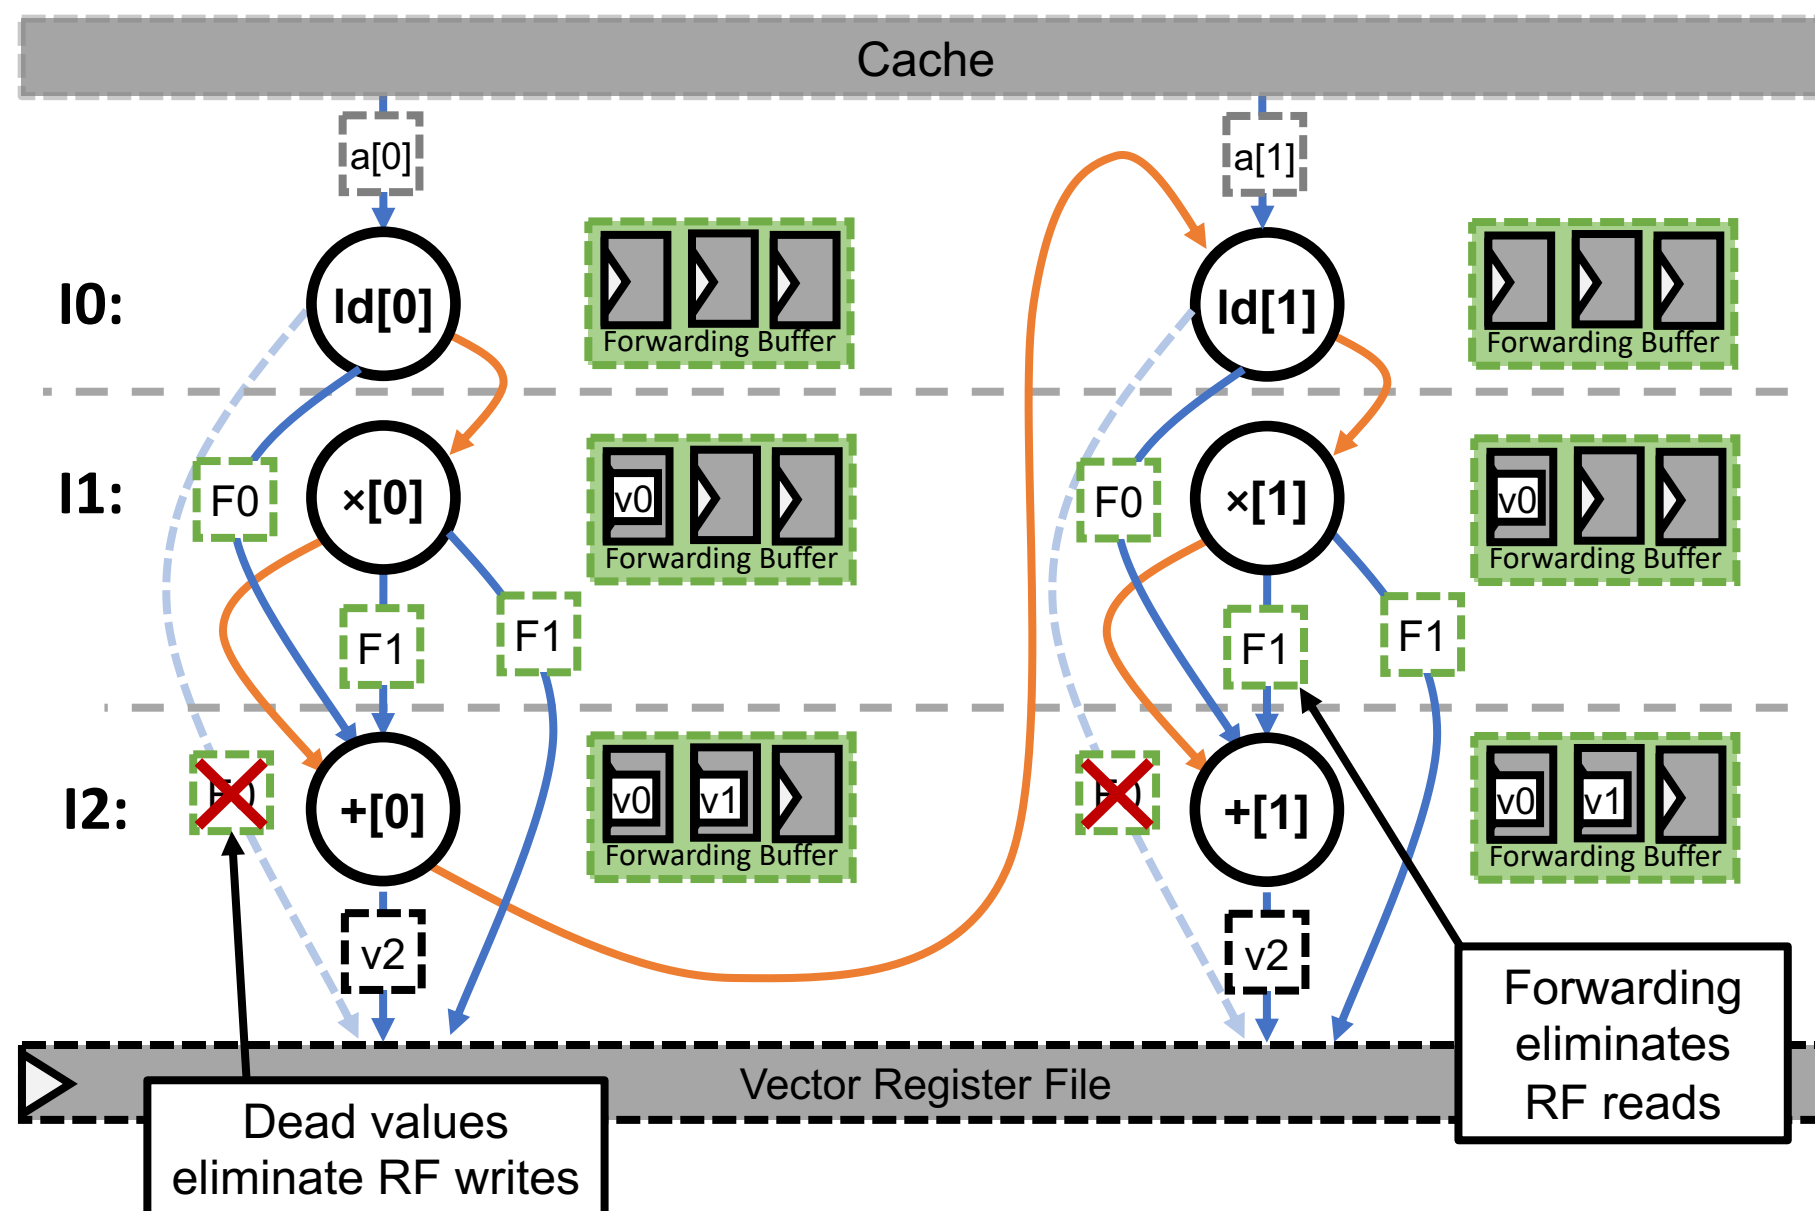 Cache
a[0]
a[1]
I0:
ld[0]
Forwarding Buffer
ld[1]
Forwarding Buffer
I1:
F0
×[0]
v0
Forwarding Buffer
F0
×[1]
v0
Forwarding Buffer
F1
F1
F1
F1
I2:
F0
+[0]
v0
v1
Forwarding Buffer
F0
+[1]
v0
v1
Forwarding Buffer
v2
v2
Vector Register File
Dead values
eliminate RF writes
Forwarding
eliminates
RF reads